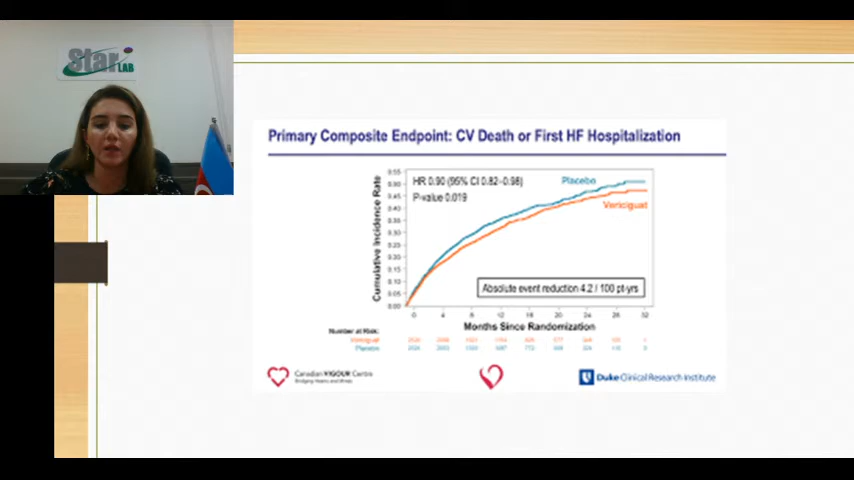 Star
LAB
Primary Composite Endpoint: CV Death or First HF Hospitalization
HR 0.90 (95% CI 0.82–0.98)
P-value 0.019
Placebo
Vericiguat
Absolute event reduction 4.2 / 100 pt-yrs
Cumulative Incidence Rate
0.55
0.50
0.45
0.40
0.35
0.30
0.25
0.20
0.15
0.10
0.05
0.00
0 4 8 12 16 20 24 28 32
Months Since Randomization
Number at Risk:
Vericiguat
Placebo
Canadian VIGOUR Centre
Bridging Hearts and Minds
Duke Clinical Research Institute